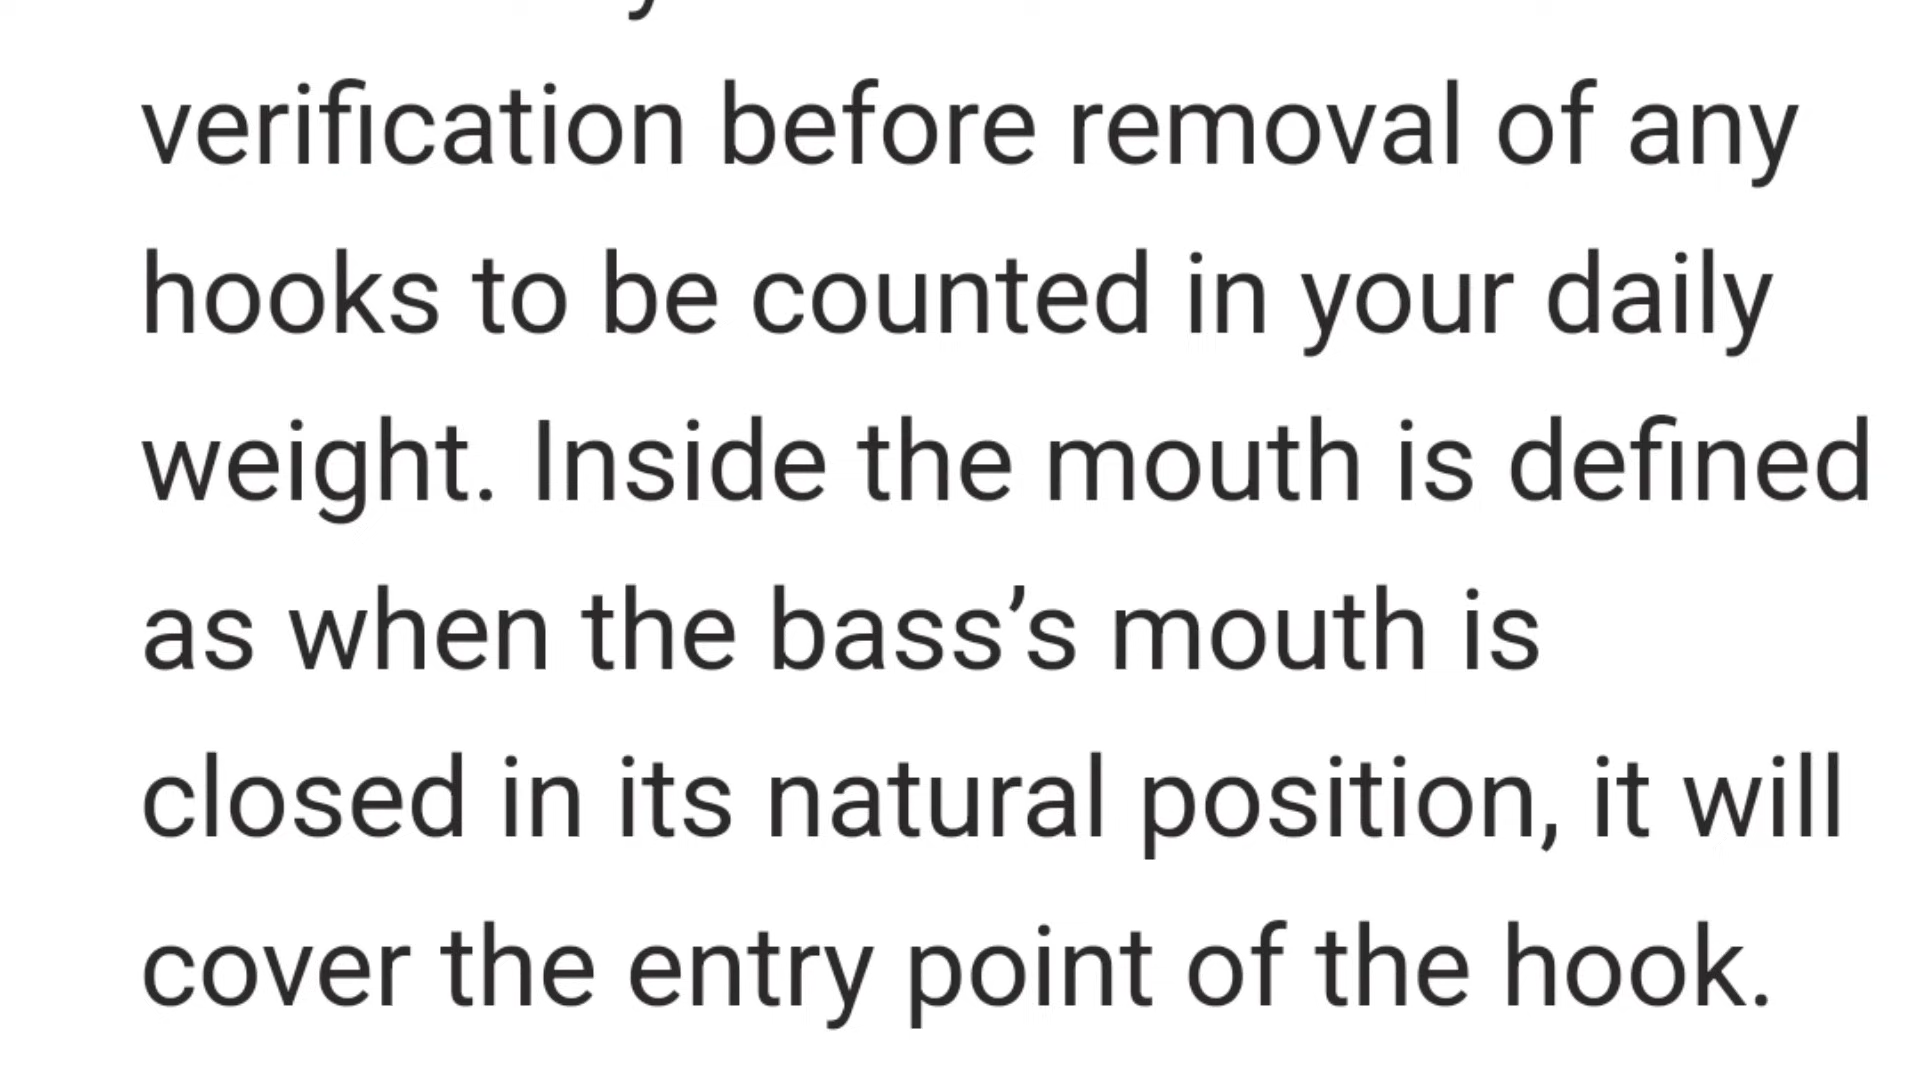 verification before removal of any
hooks to be counted in your daily
weight. Inside the mouth is defined
as when the bass’s mouth is
closed in its natural position, it will
cover the entry point of the hook.